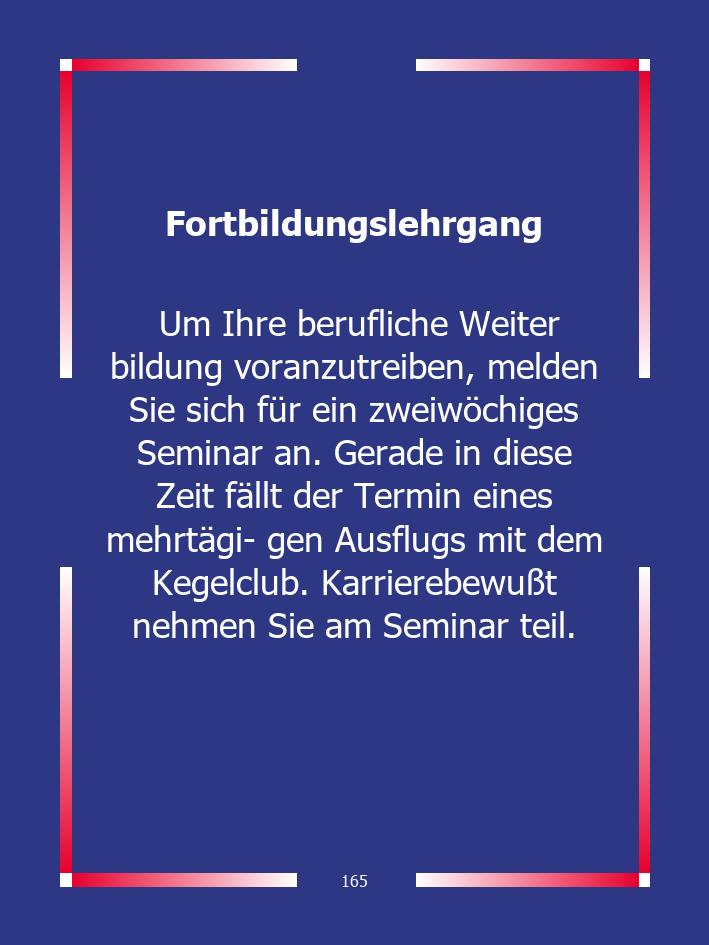 Fortbildungslehrgang
Um Ihre berufliche Weiter
bildung voranzutreiben, melden
Sie sich für ein zweiwöchiges
Seminar an. Gerade in diese
Zeit fällt der Termin eines
mehrtägi- gen Ausflugs mit dem
Kegelclub. Karrierebewußt
nehmen Sie am Seminar teil.
165